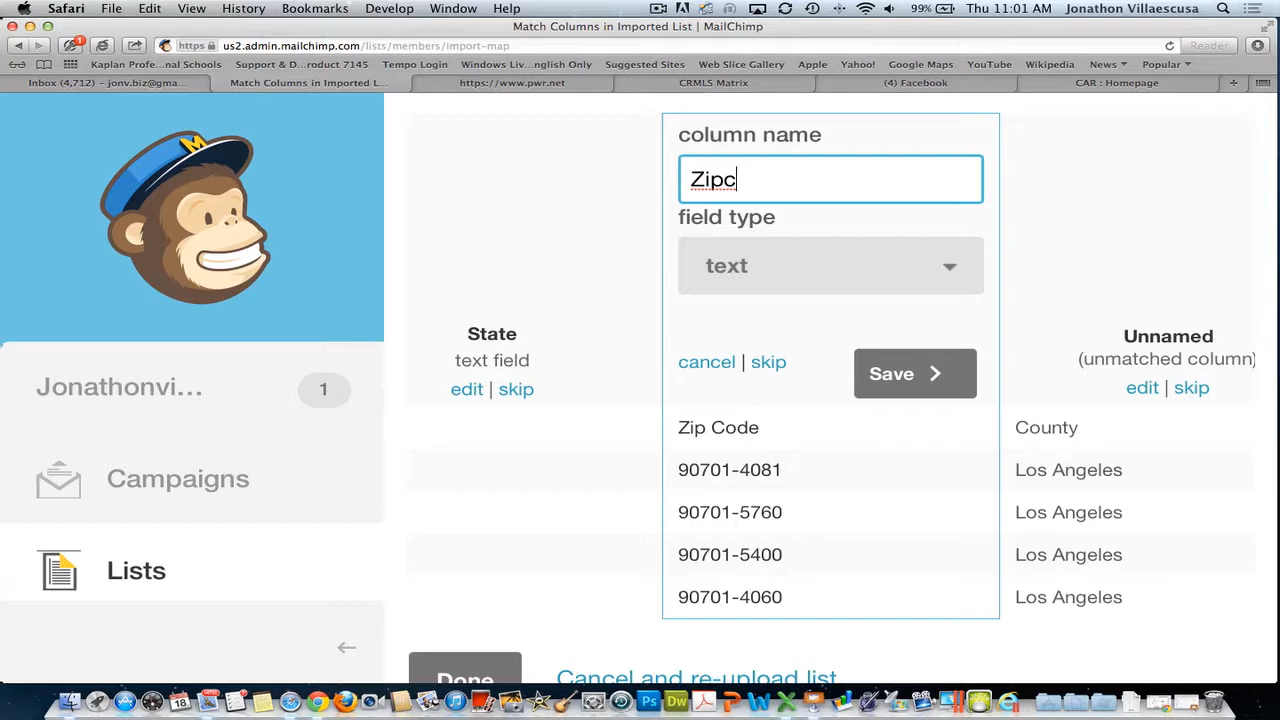 Safari File Edit View History Bookmarks Develop Window Help 99% Thu 11:01 AM Jonathon Villaescusa
Match Columns in Imported List | MailChimp
1 https us2.admin.mailchimp.com/lists/members/import-map Reader
Kaplan Profe...nal Schools Support & D...roduct 7145 Tempo Login Windows Liv...nglish Only Suggested Sites Web Slice Gallery Apple Yahoo! Google Maps YouTube Wikipedia News Popular
Inbox (4,712) – jonv.biz@gma... Match Columns in Imported L... https://www.pwr.net CRMLS Matrix (4) Facebook CAR : Homepage
M
column name
Zipc
field type
text
State
text field
edit | skip
cancel | skip
Save
Unnamed
(unmatched column)
edit | skip
Jonathonvi... 1
Campaigns
Lists
Zip Code County
90701-4081 Los Angeles
90701-5760 Los Angeles
90701-5400 Los Angeles
90701-4060 Los Angeles
Done Cancel and re-upload list
18 Ps Dw